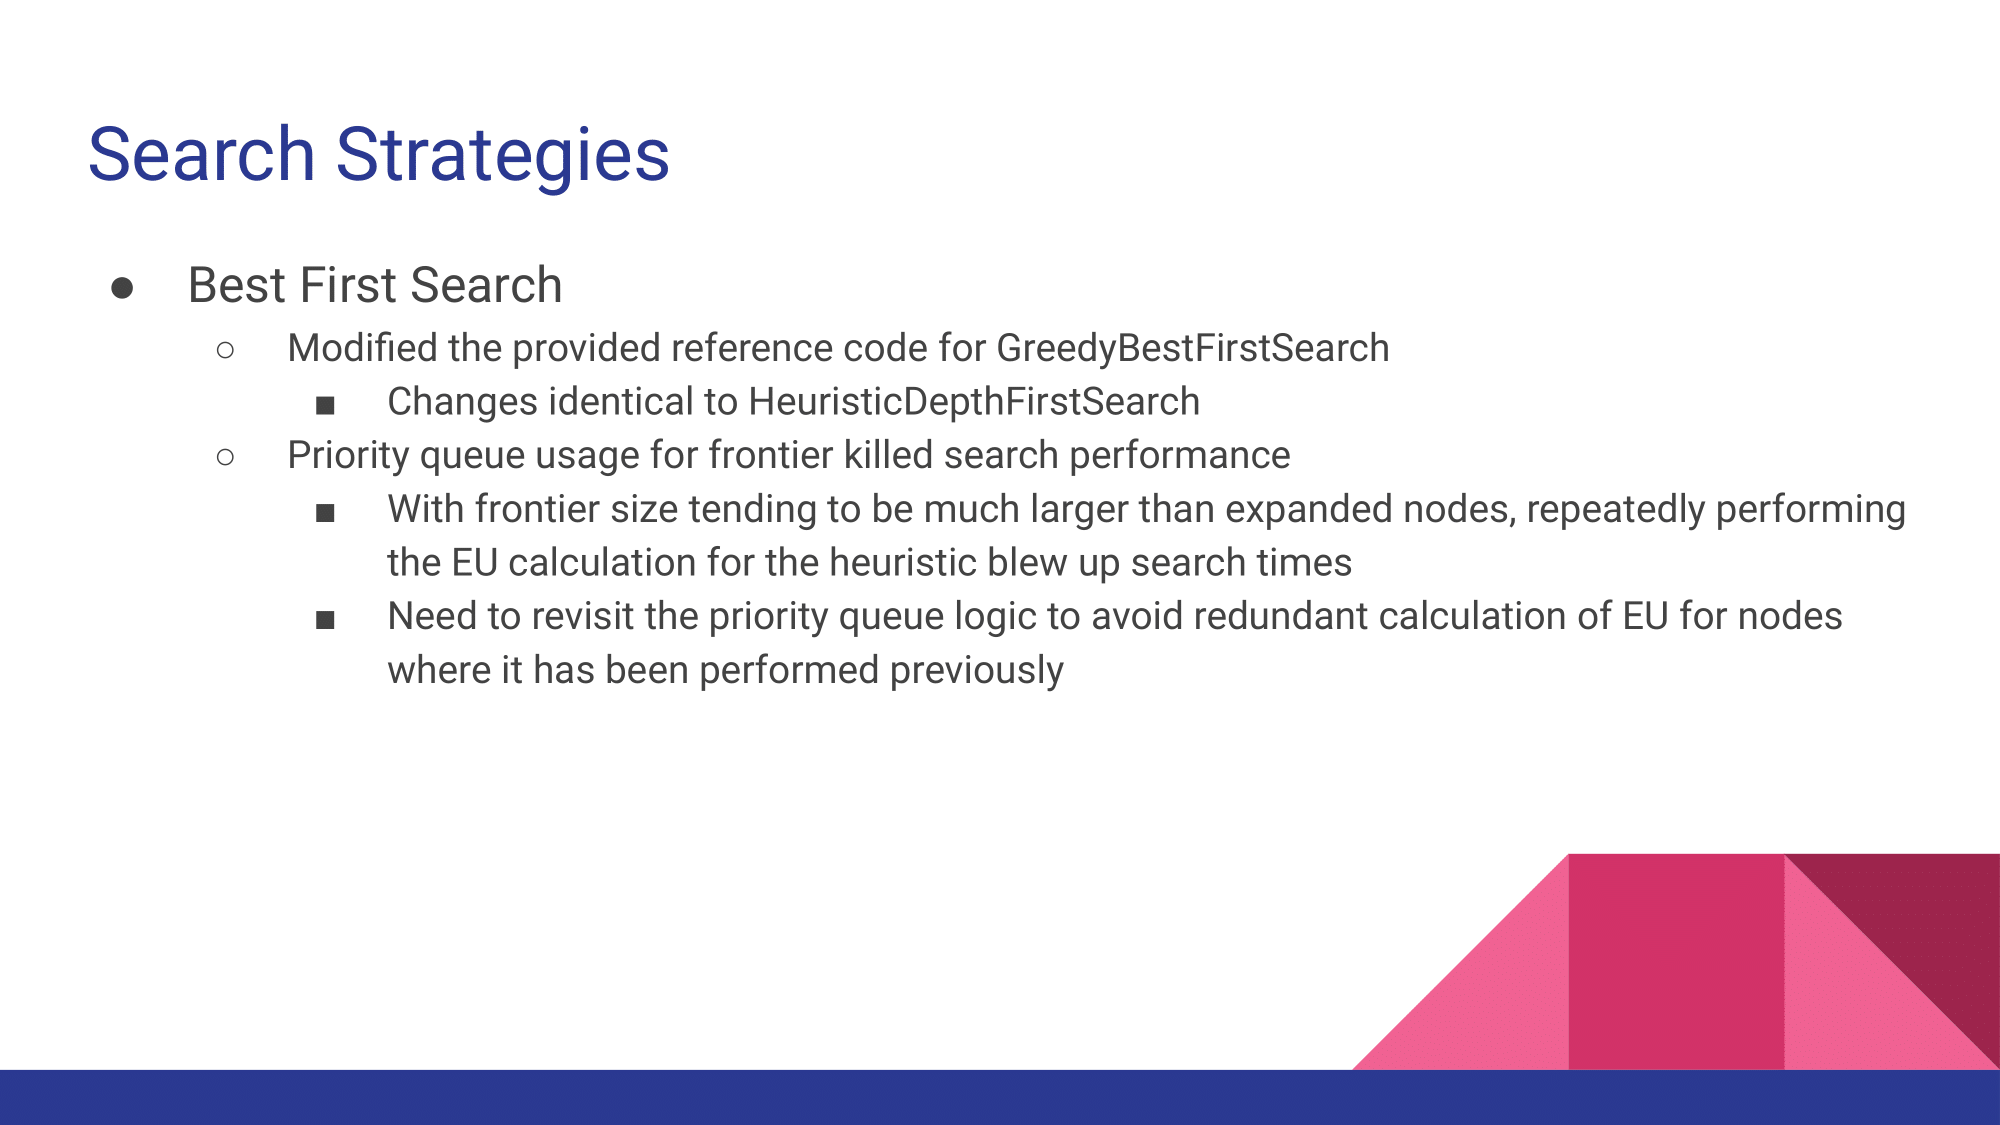 Search Strategies
● Best First Search
○ Modified the provided reference code for GreedyBestFirstSearch
■ Changes identical to HeuristicDepthFirstSearch
○ Priority queue usage for frontier killed search performance
■ With frontier size tending to be much larger than expanded nodes, repeatedly performing
the EU calculation for the heuristic blew up search times
■ Need to revisit the priority queue logic to avoid redundant calculation of EU for nodes
where it has been performed previously